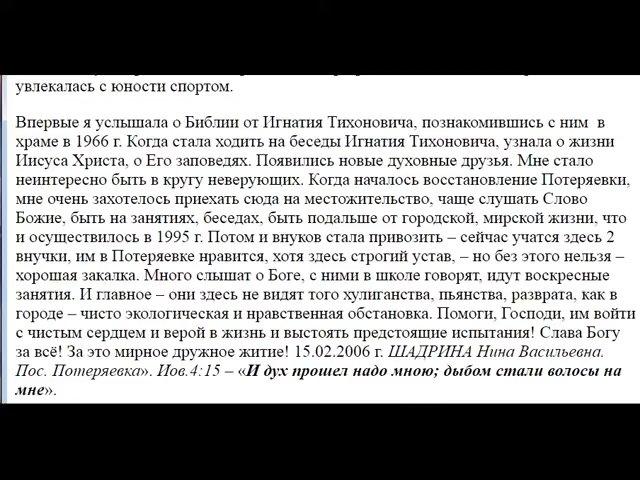 увлекалась с юности спортом.
Впервые я услышала о Библии от Игнатия Тихоновича, познакомившись с ним в
храме в 1966 г. Когда стала ходить на беседы Игнатия Тихоновича, узнала о жизни
Иисуса Христа, о Его заповедях. Появились новые духовные друзья. Мне стало
неинтересно быть в кругу неверующих. Когда началось восстановление Потеряевки,
мне очень захотелось приехать сюда на местожительство, чаще слушать Слово
Божие, быть на занятиях, беседах, быть подальше от городской, мирской жизни, что
и осуществилось в 1995 г. Потом и внуков стала привозить – сейчас учатся здесь 2
внучки, им в Потеряевке нравится, хотя здесь строгий устав, – но без этого нельзя –
хорошая закалка. Много слышат о Боге, с ними в школе говорят, идут воскресные
занятия. И главное – они здесь не видят того хулиганства, пьянства, разврата, как в
городе – чисто экологическая и нравственная обстановка. Помоги, Господи, им войти
с чистым сердцем и верой в жизнь и выстоять предстоящие испытания! Слава Богу
за всё! За это мирное дружное житие! 15.02.2006 г. ШАДРИНА Нина Васильевна.
Пос. Потеряевка». Иов.4:15 – «И дух прошел надо мною; дыбом стали волосы на
мне».